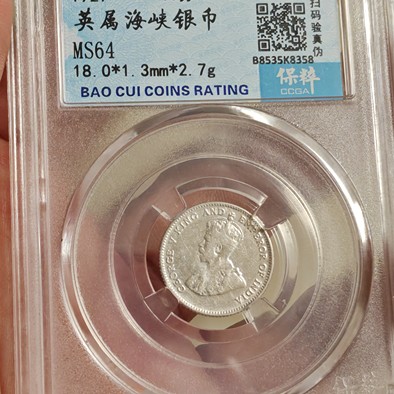 英属海峡银币
MS64
18.0*1.3mm*2.7g
BAO CUI COINS RATING
扫码验真伪
B8535K8358
保粹
CCGA
GEORGE V KING AND EMPEROR OF INDIA